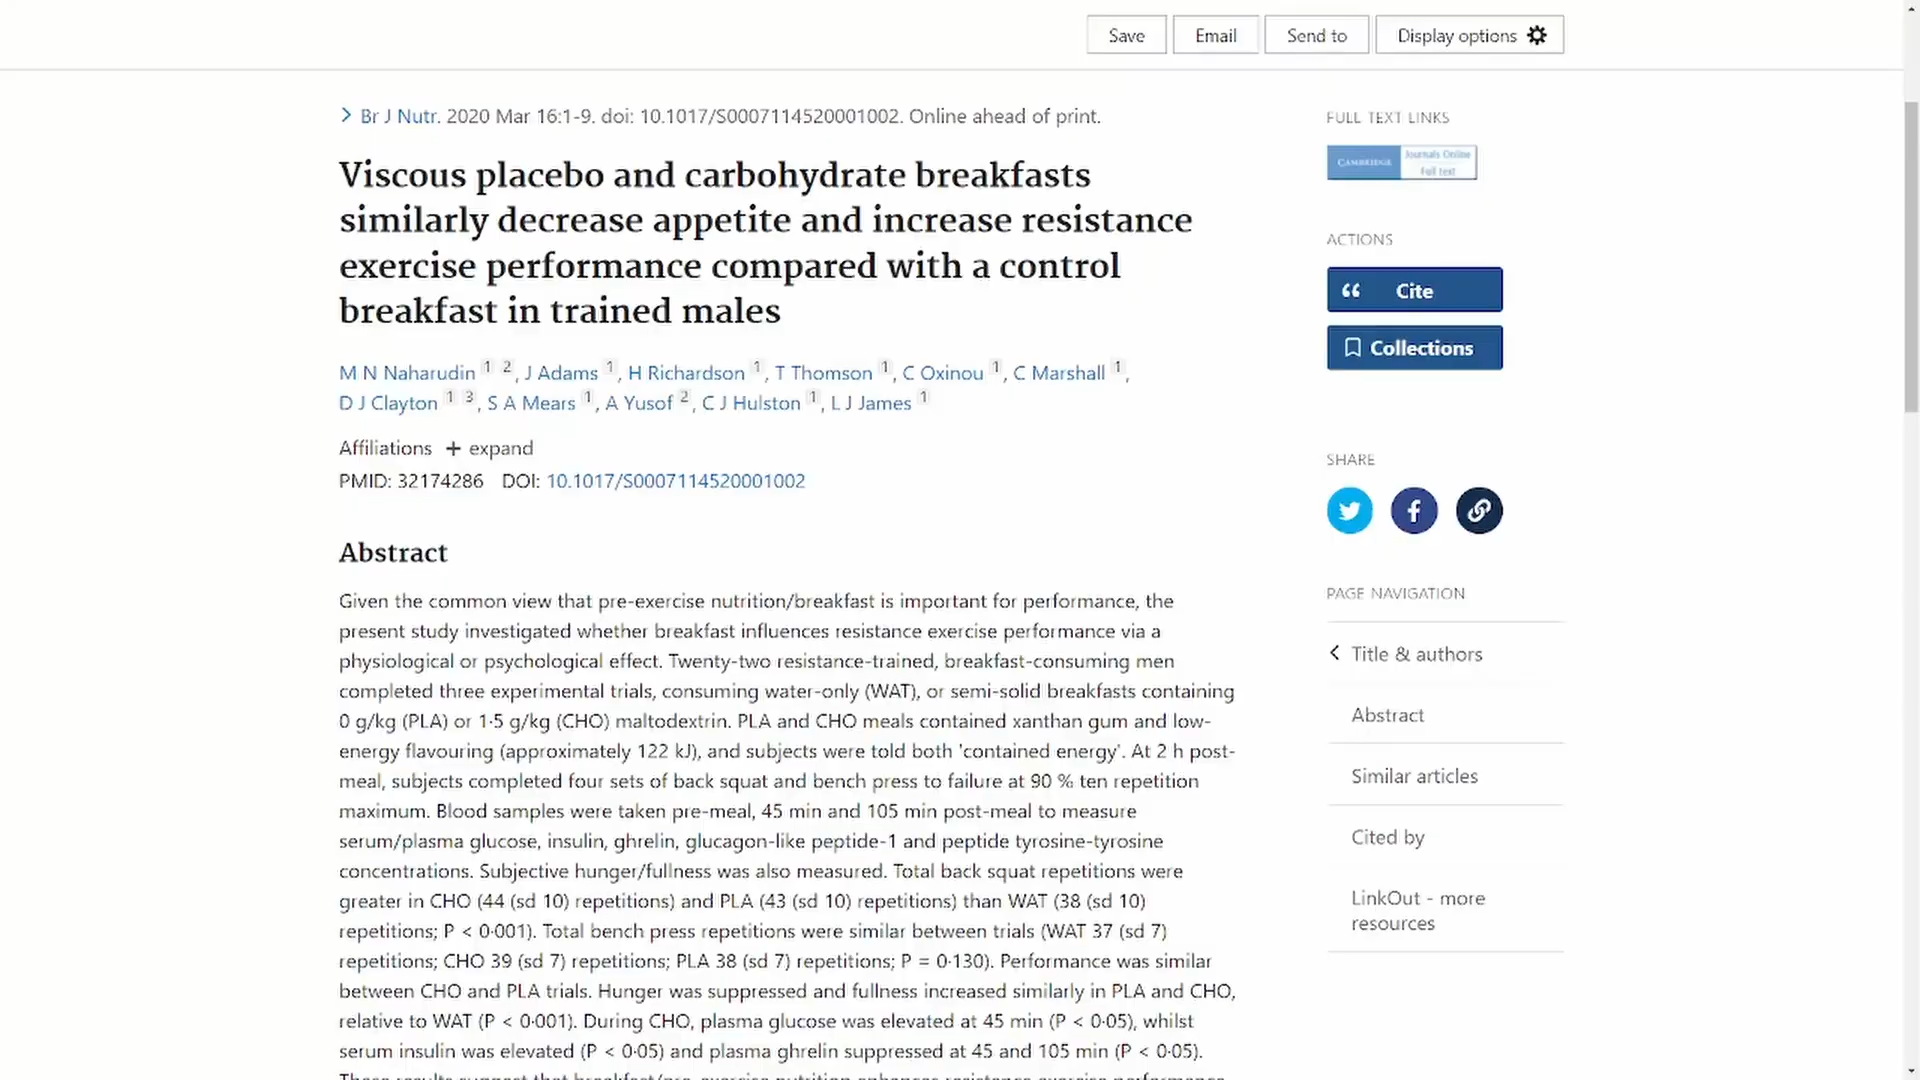 Save Email Send to Display options
Br J Nutr. 2020 Mar 16:1-9. doi: 10.1017/S0007114520001002. Online ahead of print.
Viscous placebo and carbohydrate breakfasts
similarly decrease appetite and increase resistance
exercise performance compared with a control
breakfast in trained males
M N Naharudin 1 2, J Adams 1, H Richardson 1, T Thomson 1, C Oxinou 1, C Marshall 1,
D J Clayton 1 3, S A Mears 1, A Yusof 2, C J Hulston 1, L J James 1
Affiliations + expand
PMID: 32174286 DOI: 10.1017/S0007114520001002
Abstract
Given the common view that pre-exercise nutrition/breakfast is important for performance, the
present study investigated whether breakfast influences resistance exercise performance via a
physiological or psychological effect. Twenty-two resistance-trained, breakfast-consuming men
completed three experimental trials, consuming water-only (WAT), or semi-solid breakfasts containing
0 g/kg (PLA) or 1·5 g/kg (CHO) maltodextrin. PLA and CHO meals contained xanthan gum and low-
energy flavouring (approximately 122 kJ), and subjects were told both 'contained energy'. At 2 h post-
meal, subjects completed four sets of back squat and bench press to failure at 90 % ten repetition
maximum. Blood samples were taken pre-meal, 45 min and 105 min post-meal to measure
serum/plasma glucose, insulin, ghrelin, glucagon-like peptide-1 and peptide tyrosine-tyrosine
concentrations. Subjective hunger/fullness was also measured. Total back squat repetitions were
greater in CHO (44 (sd 10) repetitions) and PLA (43 (sd 10) repetitions) than WAT (38 (sd 10)
repetitions; P < 0·001). Total bench press repetitions were similar between trials (WAT 37 (sd 7)
repetitions; CHO 39 (sd 7) repetitions; PLA 38 (sd 7) repetitions; P = 0·130). Performance was similar
between CHO and PLA trials. Hunger was suppressed and fullness increased similarly in PLA and CHO,
relative to WAT (P < 0·001). During CHO, plasma glucose was elevated at 45 min (P < 0·05), whilst
serum insulin was elevated (P < 0·05) and plasma ghrelin suppressed at 45 and 105 min (P < 0·05).
These results suggest that breakfast/pre-exercise nutrition enhances resistance exercise performance
FULL TEXT LINKS
CAMBRIDGE Journals Online
Full text
ACTIONS
Cite
Collections
SHARE
PAGE NAVIGATION
Title & authors
Abstract
Similar articles
Cited by
LinkOut - more
resources